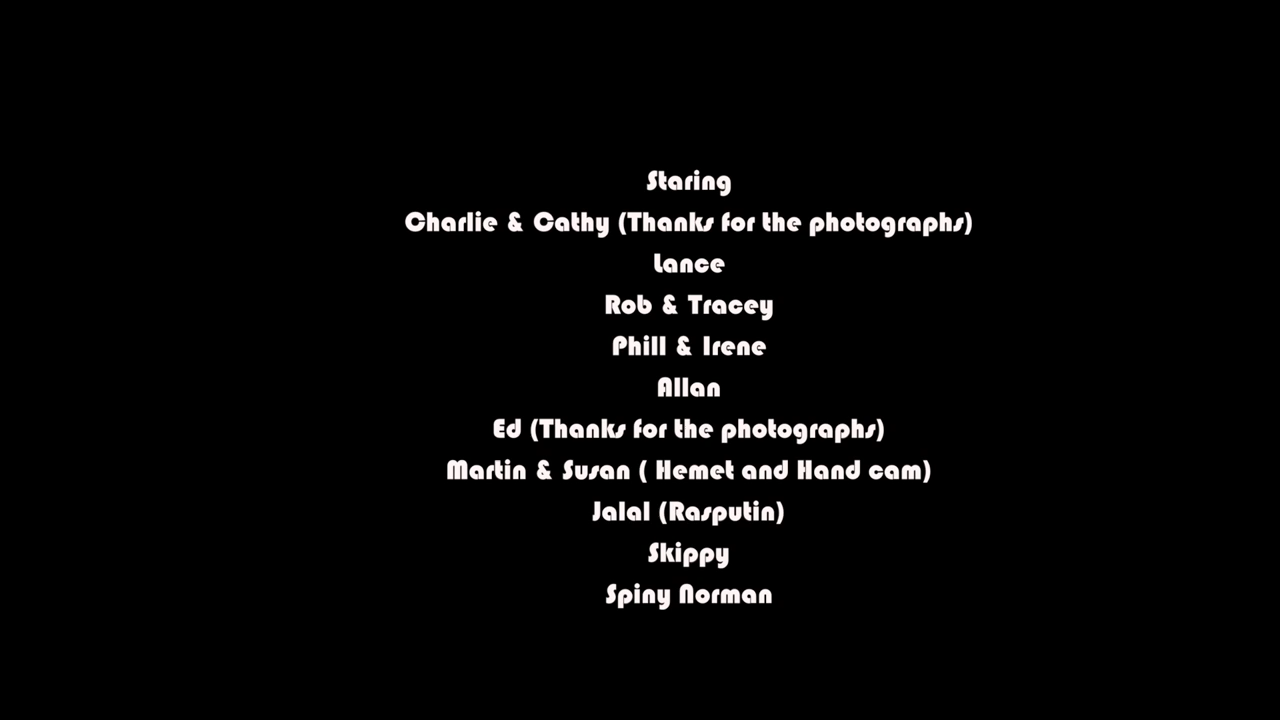 Staring
Charlie & Cathy (Thanks for the photographs)
Lance
Rob & Tracey
Phill & Irene
Allan
Ed (Thanks for the photographs)
Martin & Susan ( Hemet and Hand cam)
Jalal (Rasputin)
Skippy
Spiny Norman